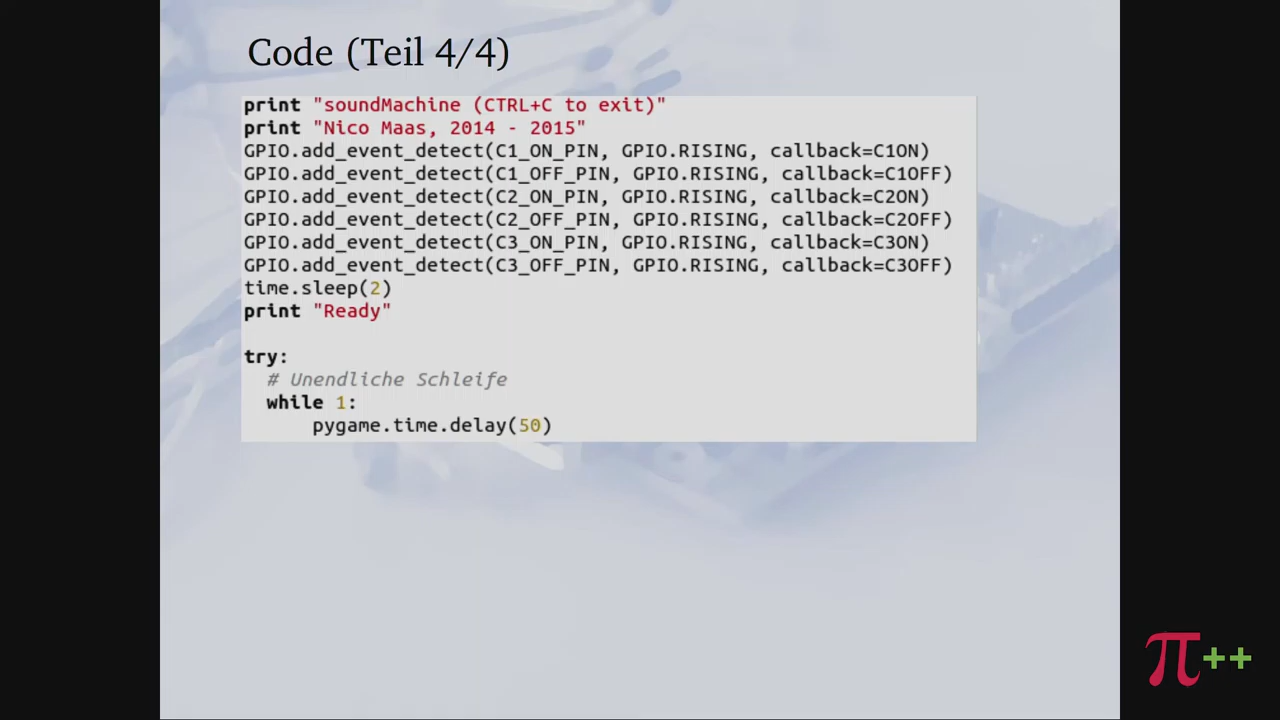 Code (Teil 4/4)
print "soundMachine (CTRL+C to exit)"
print "Nico Maas, 2014 - 2015"
GPIO.add_event_detect(C1_ON_PIN, GPIO.RISING, callback=C1ON)
GPIO.add_event_detect(C1_OFF_PIN, GPIO.RISING, callback=C1OFF)
GPIO.add_event_detect(C2_ON_PIN, GPIO.RISING, callback=C2ON)
GPIO.add_event_detect(C2_OFF_PIN, GPIO.RISING, callback=C2OFF)
GPIO.add_event_detect(C3_ON_PIN, GPIO.RISING, callback=C3ON)
GPIO.add_event_detect(C3_OFF_PIN, GPIO.RISING, callback=C3OFF)
time.sleep(2)
print "Ready"
try:
# Unendliche Schleife
while 1:
pygame.time.delay(50)
π++